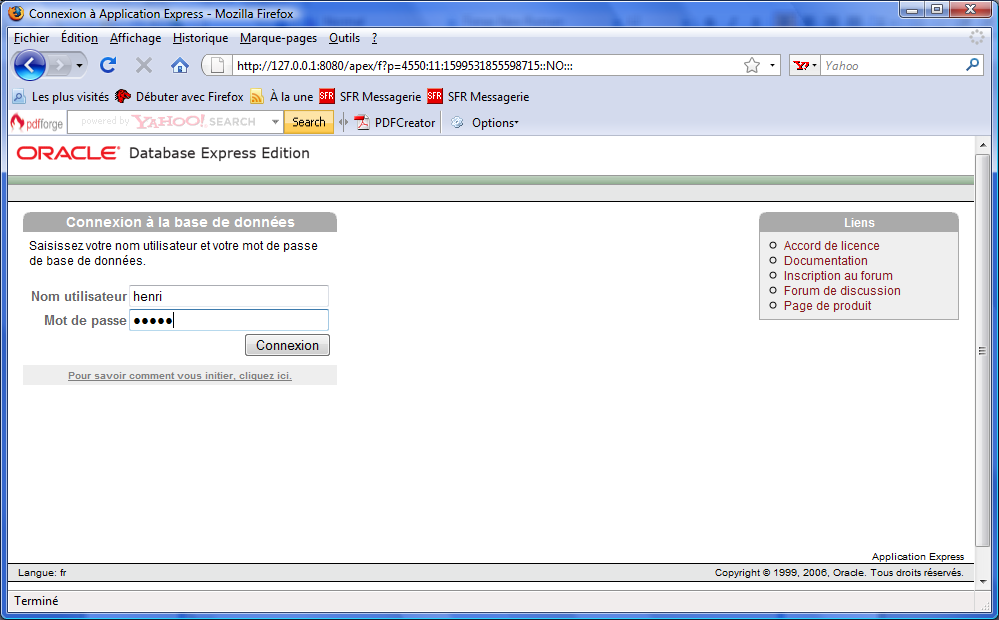 Connexion à Application Express - Mozilla Firefox
Fichier Édition Affichage Historique Marque-pages Outils ?
http://127.0.0.1:8080/apex/f?p=4550:11:1599531855598715::NO::: Yahoo
Les plus visités Débuter avec Firefox À la une SFR SFR Messagerie SFR SFR Messagerie
pdfforge powered by YAHOO! SEARCH Search PDFCreator Options
ORACLE Database Express Edition
Connexion à la base de données
Saisissez votre nom utilisateur et votre mot de passe
de base de données.
Nom utilisateur henri
Mot de passe •••••
Connexion
Pour savoir comment vous initier, cliquez ici.
Liens
Accord de licence
Documentation
Inscription au forum
Forum de discussion
Page de produit
Application Express
Langue: fr Copyright © 1999, 2006, Oracle. Tous droits réservés.
Terminé